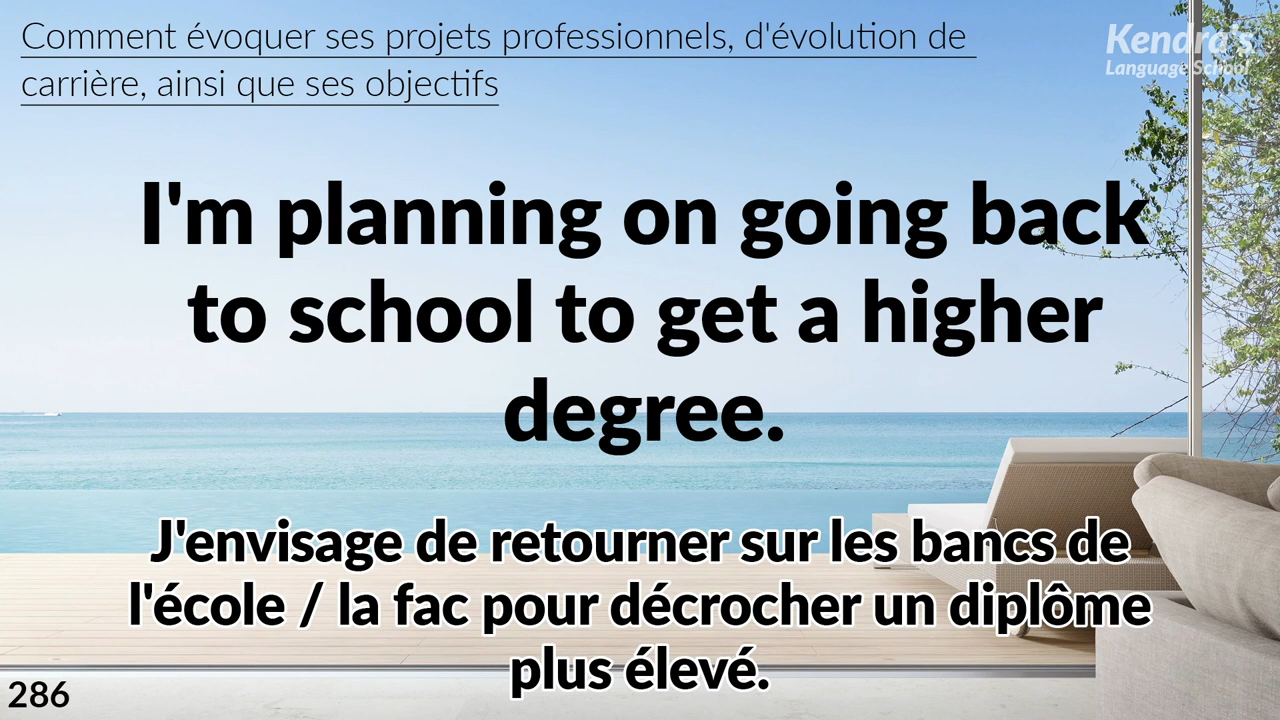 Comment évoquer ses projets professionnels, d'évolution de
carrière, ainsi que ses objectifs
Kendra's
Language School
I'm planning on going back
to school to get a higher
degree.
J'envisage de retourner sur les bancs de
l'école / la fac pour décrocher un diplôme
plus élevé.
286